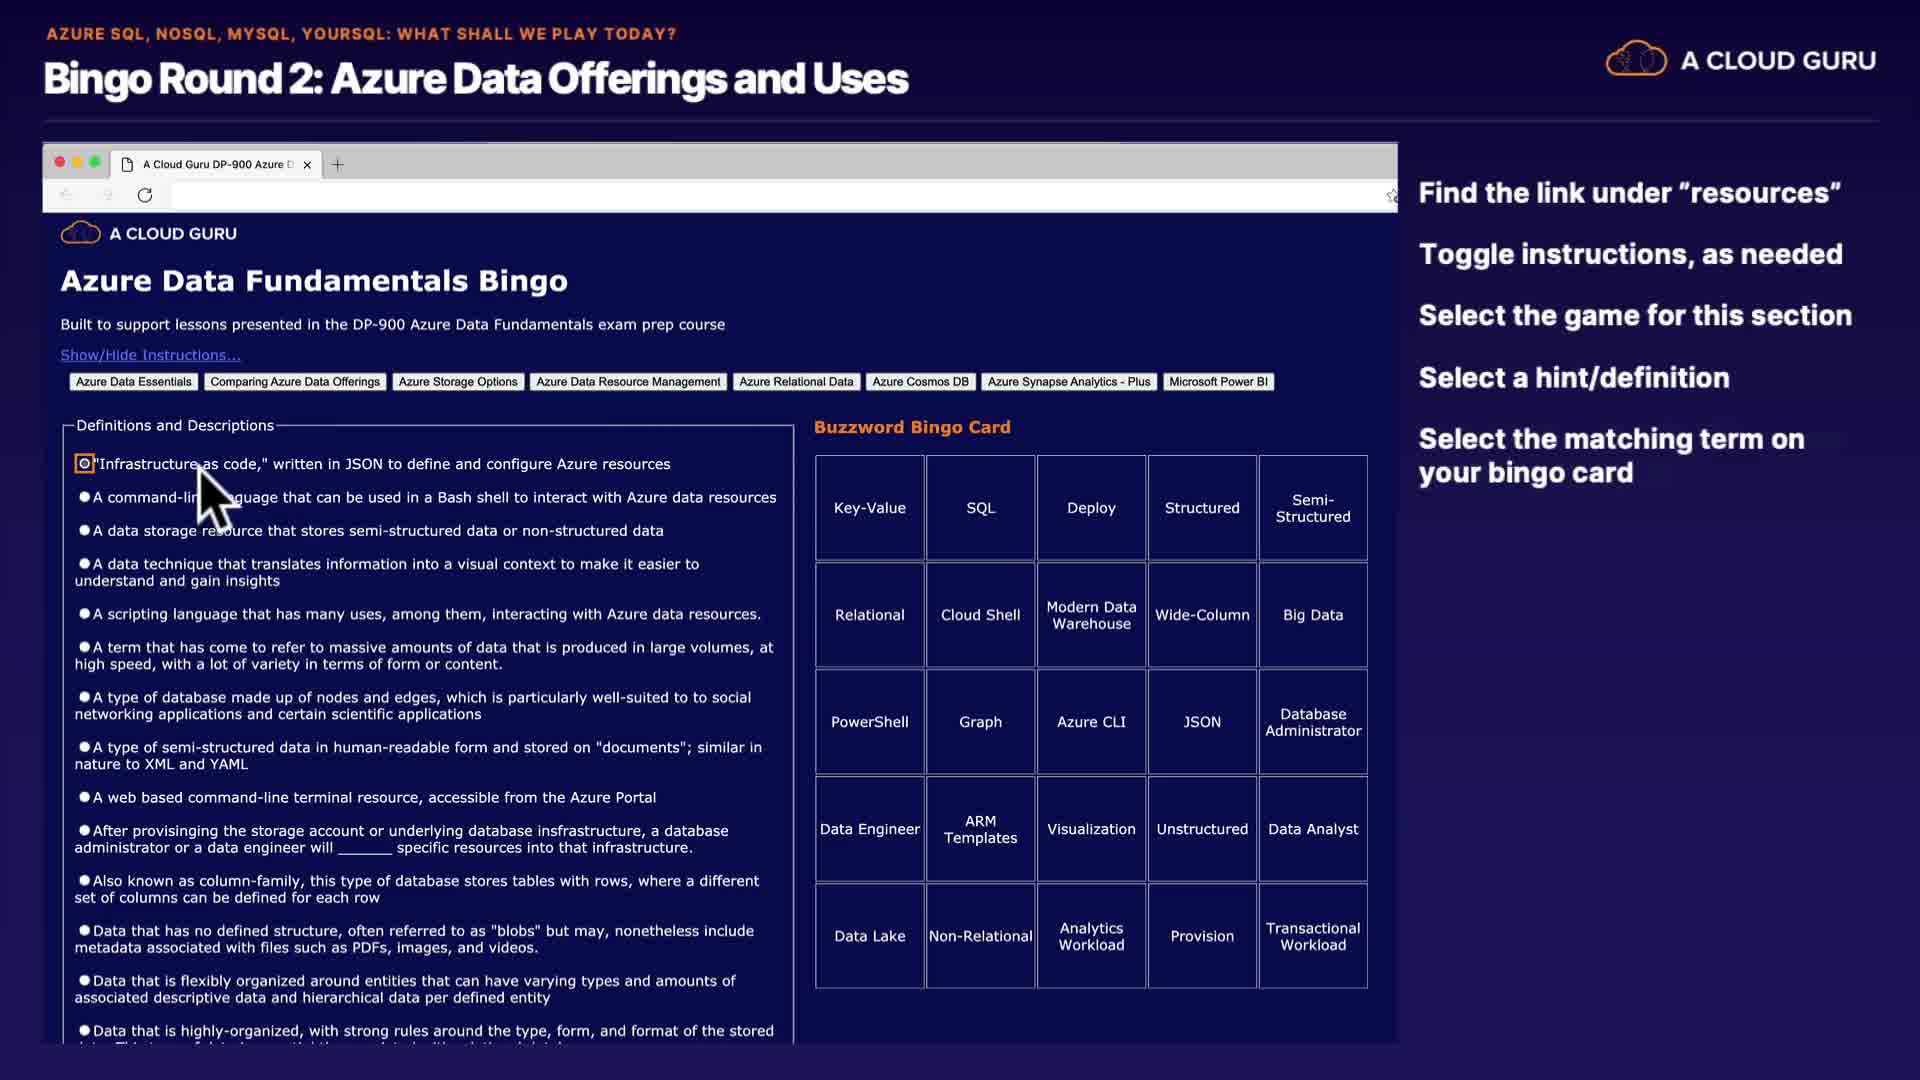 AZURE SQL, NOSQL, MYSQL, YOURSQL: WHAT SHALL WE PLAY TODAY?
Bingo Round 2: Azure Data Offerings and Uses
A CLOUD GURU
A Cloud Guru DP-900 Azure D
A CLOUD GURU
Azure Data Fundamentals Bingo
Built to support lessons presented in the DP-900 Azure Data Fundamentals exam prep course
Show/Hide Instructions...
Azure Data Essentials
Comparing Azure Data Offerings
Azure Storage Options
Azure Data Resource Management
Azure Relational Data
Azure Cosmos DB
Azure Synapse Analytics - Plus
Microsoft Power BI
Definitions and Descriptions
"Infrastructure as code," written in JSON to define and configure Azure resources
A command-line language that can be used in a Bash shell to interact with Azure data resources
A data storage resource that stores semi-structured data or non-structured data
A data technique that translates information into a visual context to make it easier to
understand and gain insights
A scripting language that has many uses, among them, interacting with Azure data resources.
A term that has come to refer to massive amounts of data that is produced in large volumes, at
high speed, with a lot of variety in terms of form or content.
A type of database made up of nodes and edges, which is particularly well-suited to to social
networking applications and certain scientific applications
A type of semi-structured data in human-readable form and stored on "documents"; similar in
nature to XML and YAML
A web based command-line terminal resource, accessible from the Azure Portal
After provisinging the storage account or underlying database insfrastructure, a database
administrator or a data engineer will ______ specific resources into that infrastructure.
Also known as column-family, this type of database stores tables with rows, where a different
set of columns can be defined for each row
Data that has no defined structure, often referred to as "blobs" but may, nonetheless include
metadata associated with files such as PDFs, images, and videos.
Data that is flexibly organized around entities that can have varying types and amounts of
associated descriptive data and hierarchical data per defined entity
Data that is highly-organized, with strong rules around the type, form, and format of the stored
Buzzword Bingo Card
Key-Value
SQL
Deploy
Structured
Semi-
Structured
Relational
Cloud Shell
Modern Data
Warehouse
Wide-Column
Big Data
PowerShell
Graph
Azure CLI
JSON
Database
Administrator
Data Engineer
ARM
Templates
Visualization
Unstructured
Data Analyst
Data Lake
Non-Relational
Analytics
Workload
Provision
Transactional
Workload
Find the link under "resources"
Toggle instructions, as needed
Select the game for this section
Select a hint/definition
Select the matching term on
your bingo card